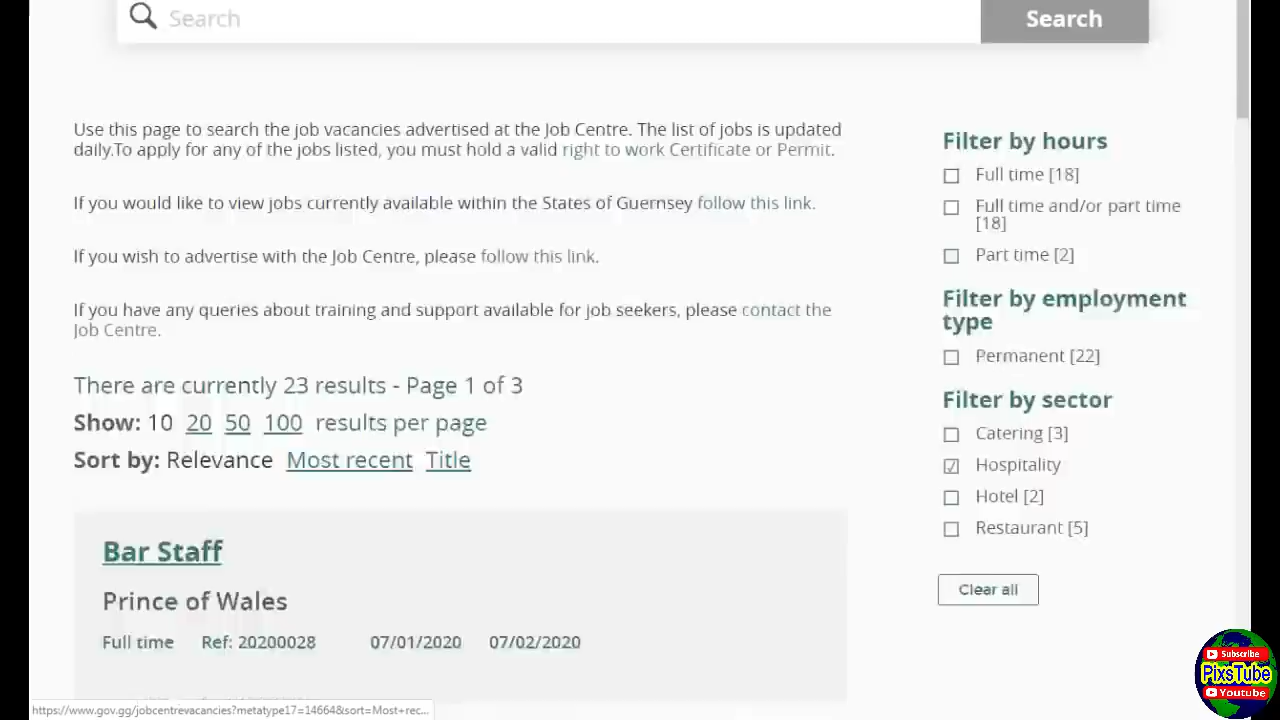 Search
Search
Use this page to search the job vacancies advertised at the Job Centre. The list of jobs is updated
daily.To apply for any of the jobs listed, you must hold a valid right to work Certificate or Permit.
If you would like to view jobs currently available within the States of Guernsey follow this link.
If you wish to advertise with the Job Centre, please follow this link.
If you have any queries about training and support available for job seekers, please contact the
Job Centre.
There are currently 23 results - Page 1 of 3
Show: 10 20 50 100 results per page
Sort by: Relevance Most recent Title
Bar Staff
Prince of Wales
Full time Ref: 20200028 07/01/2020 07/02/2020
Filter by hours
Full time [18]
Full time and/or part time
[18]
Part time [2]
Filter by employment
type
Permanent [22]
Filter by sector
Catering [3]
Hospitality
Hotel [2]
Restaurant [5]
Clear all
https://www.gov.gg/jobcentrevacancies?metatype17=14664&sort=Most+rec...
Subscribe
PixsTube
Youtube